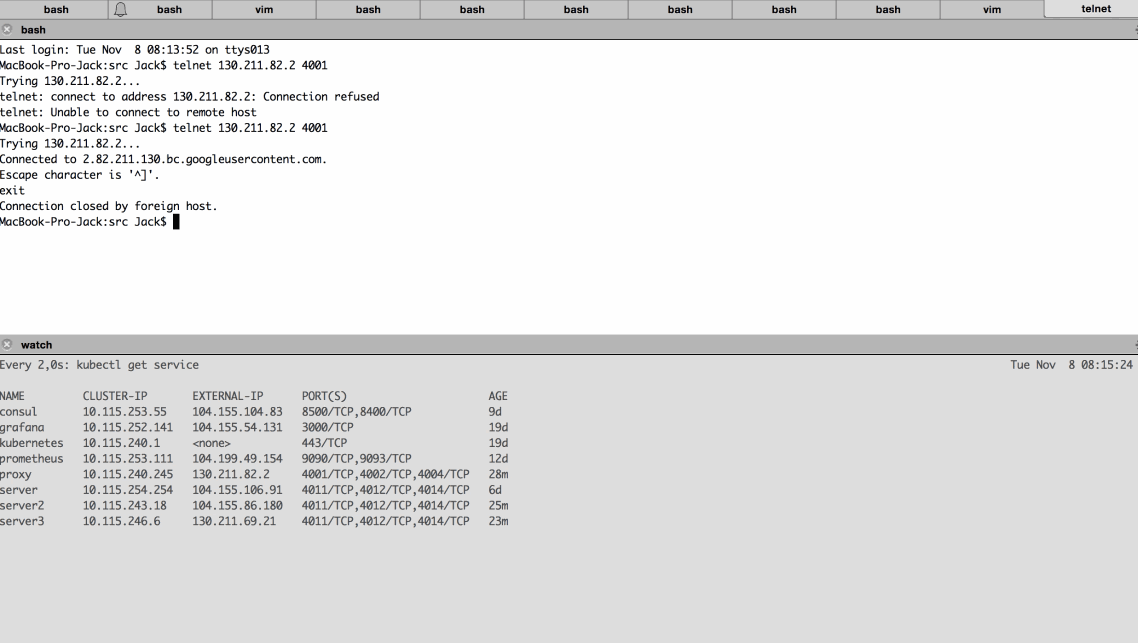 bash bash vim bash bash bash bash bash bash vim telnet
bash
Last login: Tue Nov  8 08:13:52 on ttys013
MacBook-Pro-Jack:src Jack$ telnet 130.211.82.2 4001
Trying 130.211.82.2...
telnet: connect to address 130.211.82.2: Connection refused
telnet: Unable to connect to remote host
MacBook-Pro-Jack:src Jack$ telnet 130.211.82.2 4001
Trying 130.211.82.2...
Connected to 2.82.211.130.bc.googleusercontent.com.
Escape character is '^]'.
exit
Connection closed by foreign host.
MacBook-Pro-Jack:src Jack$
watch
Every 2,0s: kubectl get service Tue Nov  8 08:15:24
NAME CLUSTER-IP EXTERNAL-IP PORT(S) AGE
consul 10.115.253.55 104.155.104.83 8500/TCP,8400/TCP 9d
grafana 10.115.252.141 104.155.54.131 3000/TCP 19d
kubernetes 10.115.240.1 <none> 443/TCP 19d
prometheus 10.115.253.111 104.199.49.154 9090/TCP,9093/TCP 12d
proxy 10.115.240.245 130.211.82.2 4001/TCP,4002/TCP,4004/TCP 28m
server 10.115.254.254 104.155.106.91 4011/TCP,4012/TCP,4014/TCP 6d
server2 10.115.243.18 104.155.86.180 4011/TCP,4012/TCP,4014/TCP 25m
server3 10.115.246.6 130.211.69.21 4011/TCP,4012/TCP,4014/TCP 23m